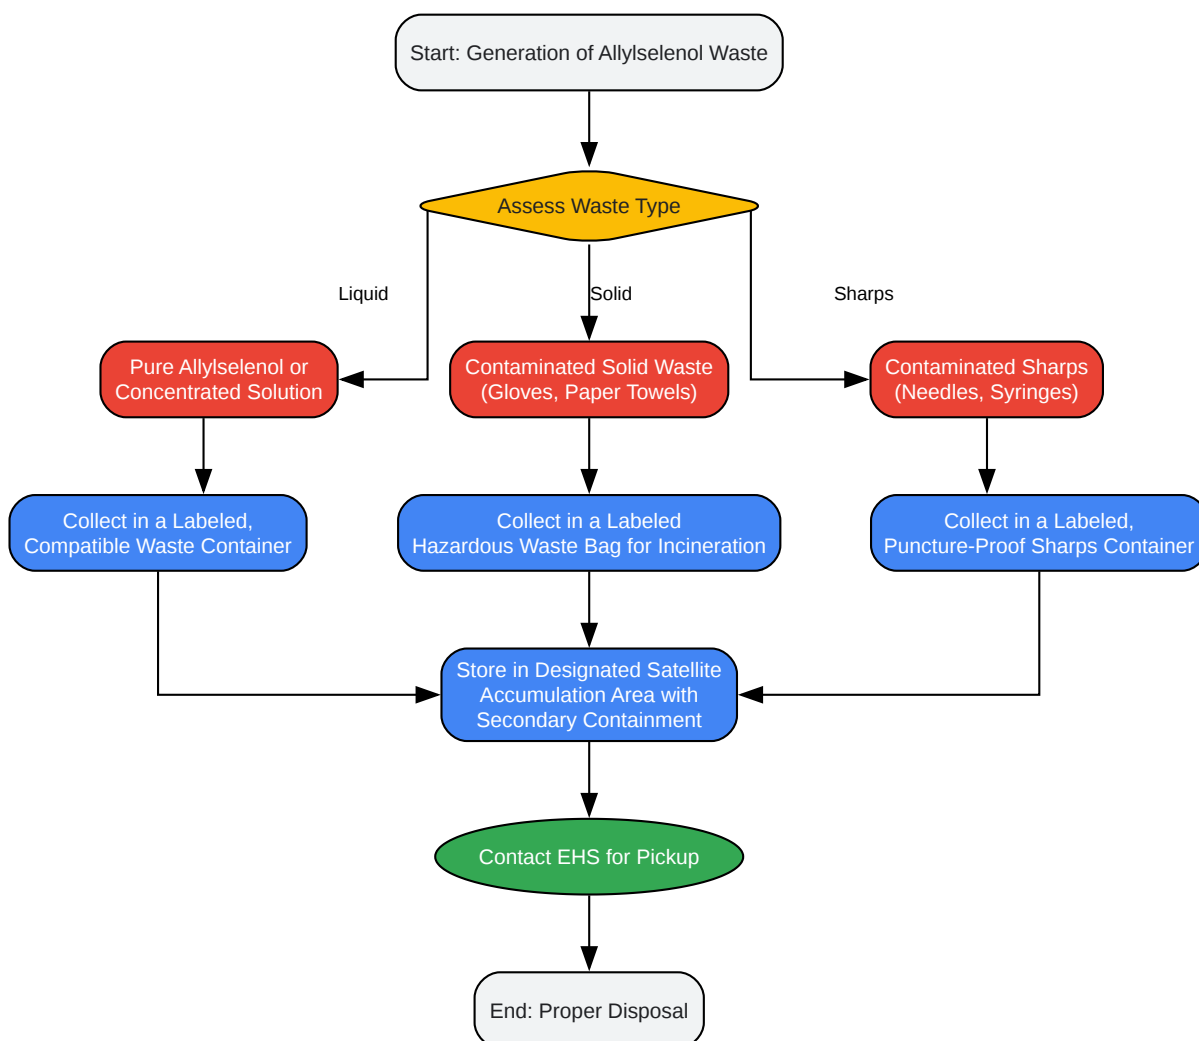 Start: Generation of Allylselenol Waste
Assess Waste Type
Liquid
Solid
Sharps
Pure Allylselenol or
Concentrated Solution
Contaminated Solid Waste
(Gloves, Paper Towels)
Contaminated Sharps
(Needles, Syringes)
Collect in a Labeled,
Compatible Waste Container
Collect in a Labeled
Hazardous Waste Bag for Incineration
Collect in a Labeled,
Puncture-Proof Sharps Container
Store in Designated Satellite
Accumulation Area with
Secondary Containment
Contact EHS for Pickup
End: Proper Disposal